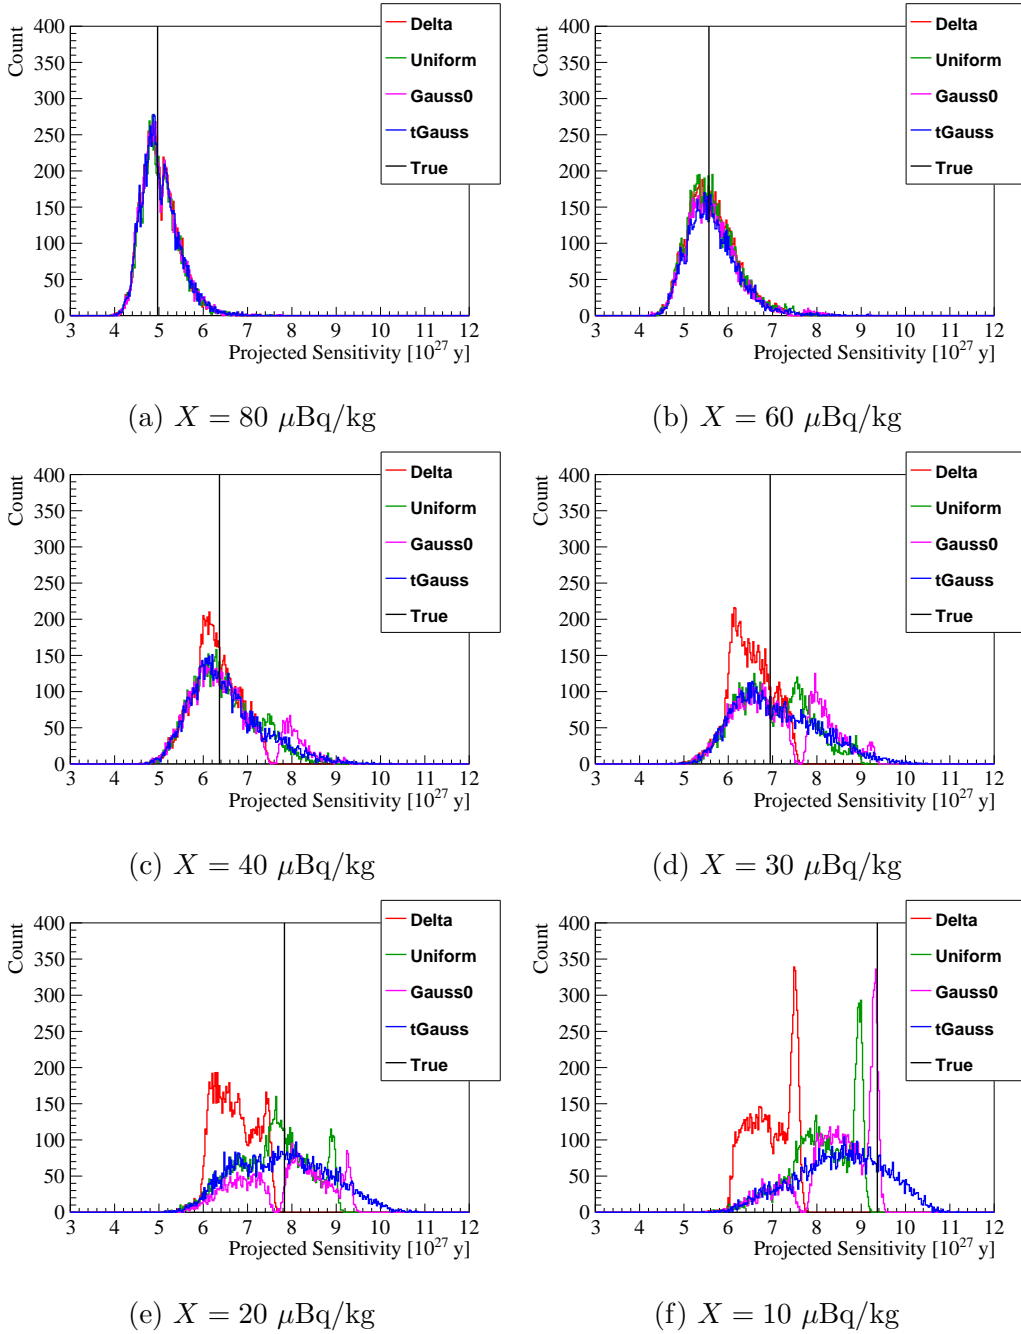 Count
400
350
300
250
200
150
100
50
0
3 4 5 6 7 8 9 10 11 12
Projected Sensitivity [10^27 y]
Delta
Uniform
Gauss0
tGauss
True
(a) X = 80 μBq/kg
Count
400
350
300
250
200
150
100
50
0
3 4 5 6 7 8 9 10 11 12
Projected Sensitivity [10^27 y]
Delta
Uniform
Gauss0
tGauss
True
(b) X = 60 μBq/kg
Count
400
350
300
250
200
150
100
50
0
3 4 5 6 7 8 9 10 11 12
Projected Sensitivity [10^27 y]
Delta
Uniform
Gauss0
tGauss
True
(c) X = 40 μBq/kg
Count
400
350
300
250
200
150
100
50
0
3 4 5 6 7 8 9 10 11 12
Projected Sensitivity [10^27 y]
Delta
Uniform
Gauss0
tGauss
True
(d) X = 30 μBq/kg
Count
400
350
300
250
200
150
100
50
0
3 4 5 6 7 8 9 10 11 12
Projected Sensitivity [10^27 y]
Delta
Uniform
Gauss0
tGauss
True
(e) X = 20 μBq/kg
Count
400
350
300
250
200
150
100
50
0
3 4 5 6 7 8 9 10 11 12
Projected Sensitivity [10^27 y]
Delta
Uniform
Gauss0
tGauss
True
(f) X = 10 μBq/kg